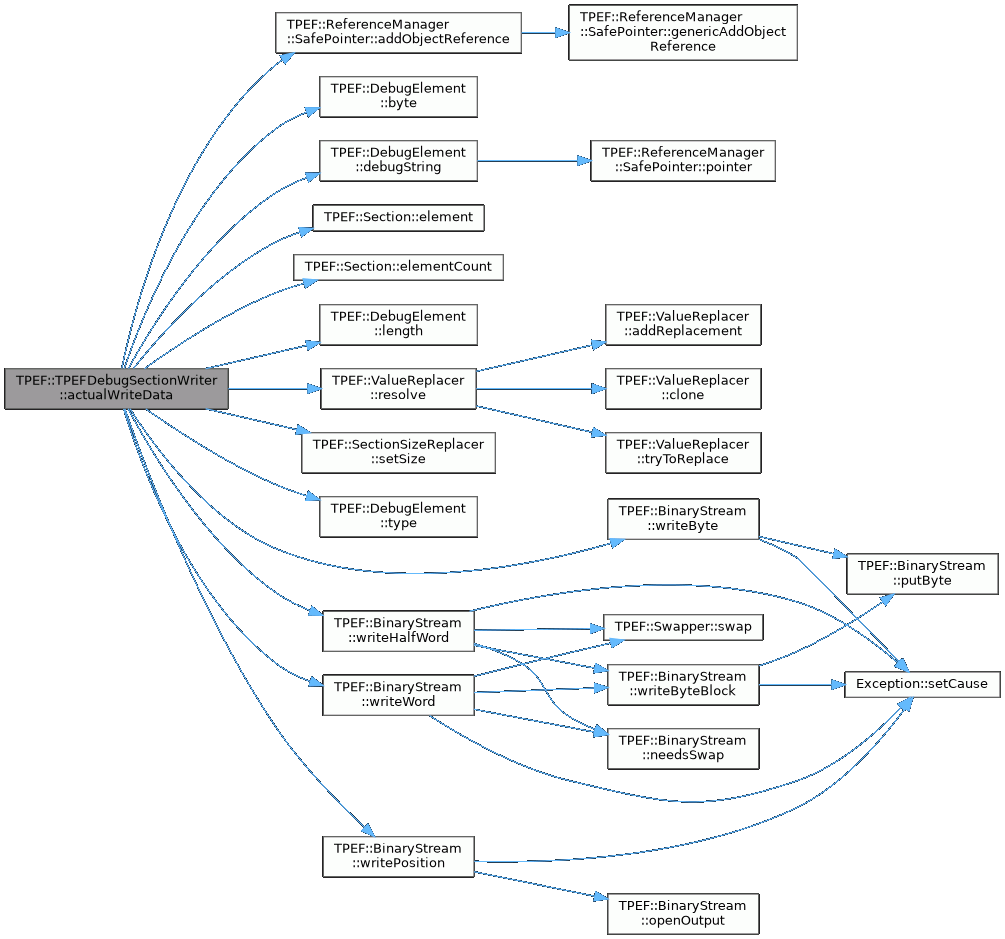 TPEF::ReferenceManager
::SafePointer::addObjectReference
TPEF::ReferenceManager
::SafePointer::genericAddObject
Reference
TPEF::DebugElement
::byte
TPEF::DebugElement
::debugString
TPEF::ReferenceManager
::SafePointer::pointer
TPEF::Section::element
TPEF::Section::elementCount
TPEF::DebugElement
::length
TPEF::ValueReplacer
::addReplacement
TPEF::TPEFDebugSectionWriter
::actualWriteData
TPEF::ValueReplacer
::resolve
TPEF::ValueReplacer
::clone
TPEF::SectionSizeReplacer
::setSize
TPEF::ValueReplacer
::tryToReplace
TPEF::DebugElement
::type
TPEF::BinaryStream
::writeByte
TPEF::BinaryStream
::putByte
TPEF::BinaryStream
::writeHalfWord
TPEF::Swapper::swap
TPEF::BinaryStream
::writeWord
TPEF::BinaryStream
::writeByteBlock
Exception::setCause
TPEF::BinaryStream
::needsSwap
TPEF::BinaryStream
::writePosition
TPEF::BinaryStream
::openOutput